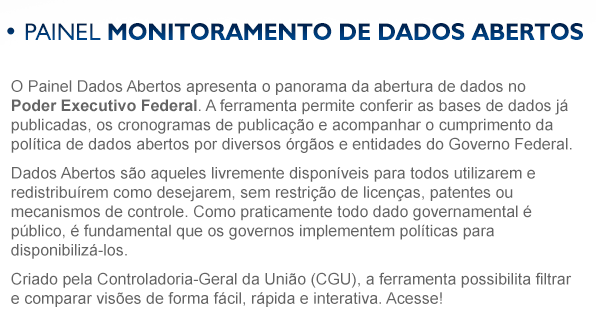 • PAINEL MONITORAMENTO DE DADOS ABERTOS
O Painel Dados Abertos apresenta o panorama da abertura de dados no
Poder Executivo Federal. A ferramenta permite conferir as bases de dados já
publicadas, os cronogramas de publicação e acompanhar o cumprimento da
política de dados abertos por diversos órgãos e entidades do Governo Federal.
Dados Abertos são aqueles livremente disponíveis para todos utilizarem e
redistribuírem como desejarem, sem restrição de licenças, patentes ou
mecanismos de controle. Como praticamente todo dado governamental é
público, é fundamental que os governos implementem políticas para
disponibilizá-los.
Criado pela Controladoria-Geral da União (CGU), a ferramenta possibilita filtrar
e comparar visões de forma fácil, rápida e interativa. Acesse!